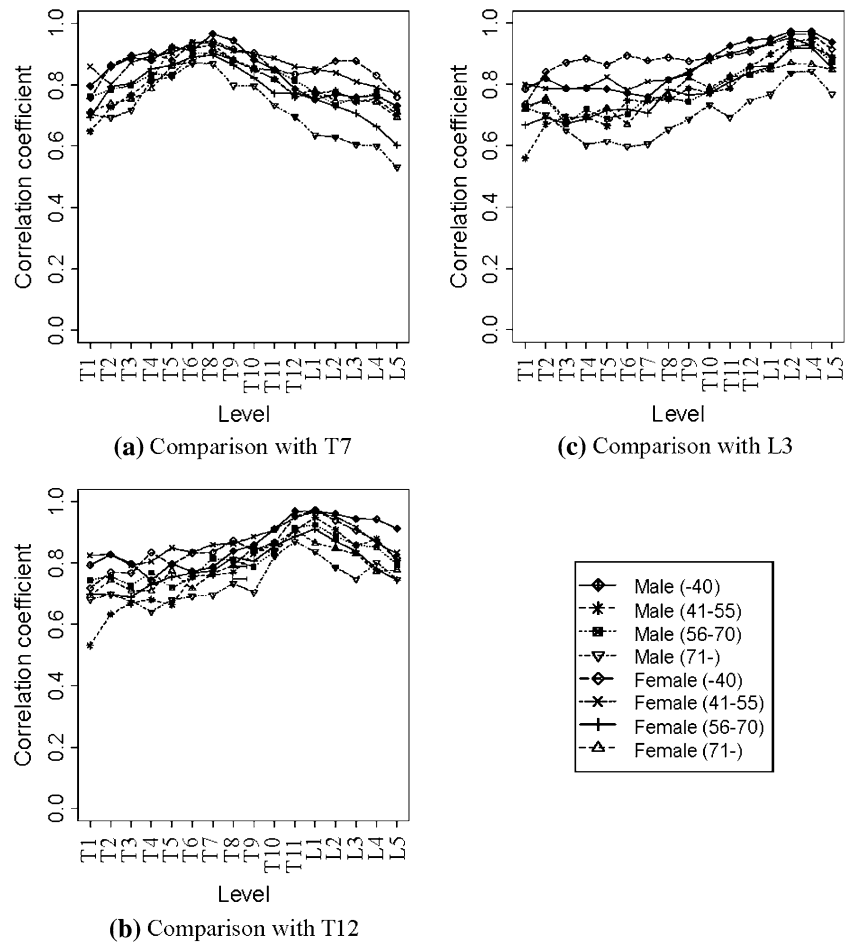 Correlation coefficient
1.0
0.8
0.6
0.4
0.2
0.0
T1 T2 T3 T4 T5 T6 T8 T9 T10 T11 T12 L1 L2 L3 L4 L5
Level
(a) Comparison with T7
Correlation coefficient
1.0
0.8
0.6
0.4
0.2
0.0
T1 T2 T3 T4 T5 T6 T7 T8 T9 T10 T11 T12 L1 L2 L4 L5
Level
(c) Comparison with L3
Correlation coefficient
1.0
0.8
0.6
0.4
0.2
0.0
T1 T2 T3 T4 T5 T6 T7 T8 T9 T10 T11 L1 L2 L3 L4 L5
Level
(b) Comparison with T12
Male (-40)
Male (41-55)
Male (56-70)
Male (71-)
Female (-40)
Female (41-55)
Female (56-70)
Female (71-)